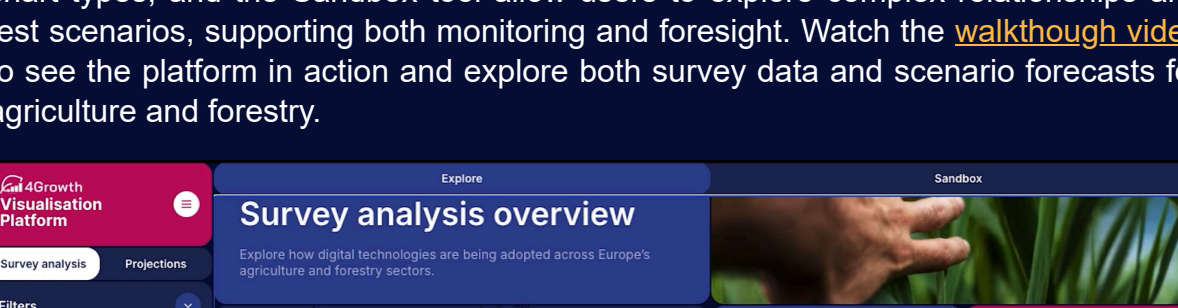 est scenarios, supporting both monitoring and foresight. Watch the walkthough vide
o see the platform in action and explore both survey data and scenario forecasts f
agriculture and forestry.
4Growth
Visualisation
Platform
Explore
Sandbox
Survey analysis overview
Explore how digital technologies are being adopted across Europe's
agriculture and forestry sectors.
Survey analysis
Projections
Filters